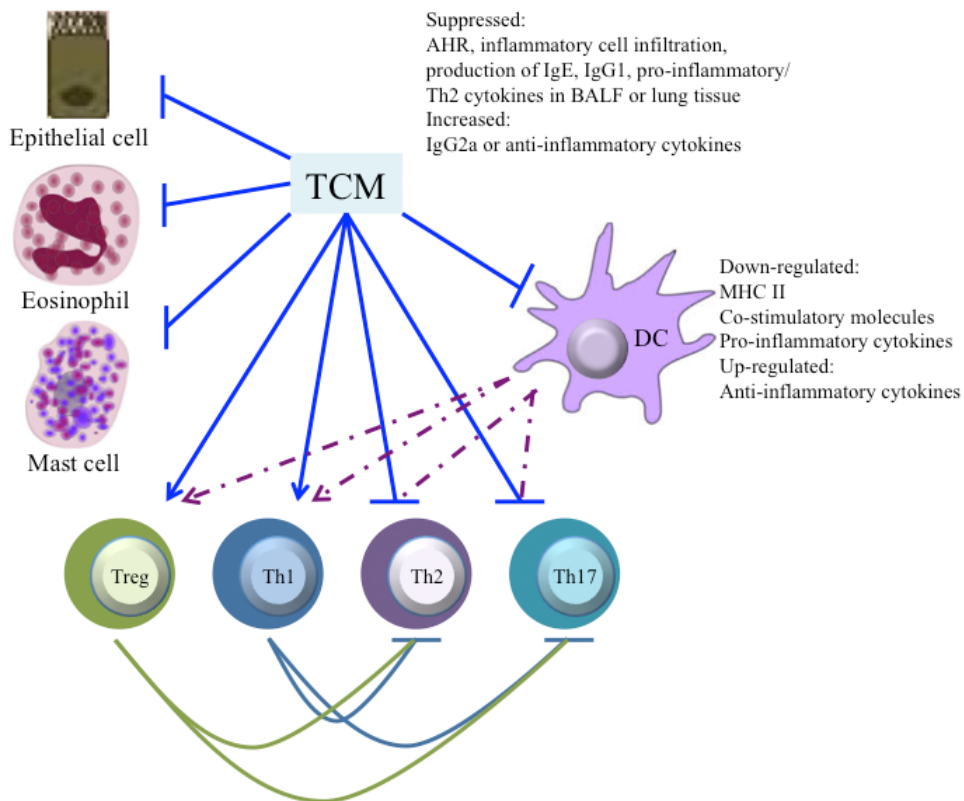 Suppressed:
AHR, inflammatory cell infiltration,
production of IgE, IgG1, pro-inflammatory/
Th2 cytokines in BALF or lung tissue
Increased:
IgG2a or anti-inflammatory cytokines
Epithelial cell
TCM
Eosinophil
Down-regulated:
MHC II
Co-stimulatory molecules
Pro-inflammatory cytokines
Up-regulated:
Anti-inflammatory cytokines
DC
Mast cell
Treg
Th1
Th2
Th17